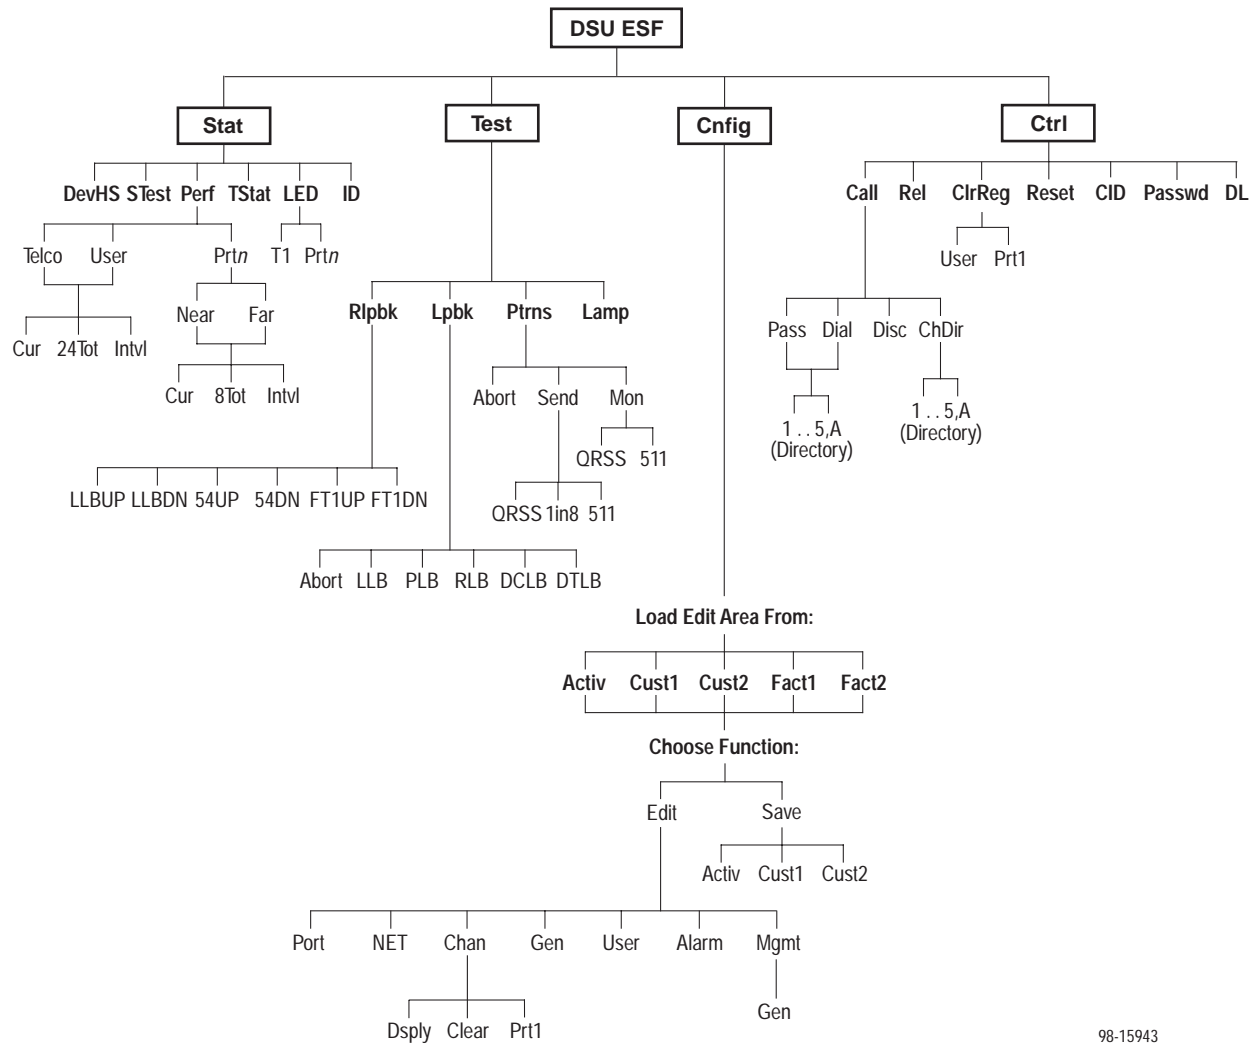 DSU ESF
Stat Test Cnfig Ctrl
DevHS STest Perf TStat LED ID
Call Rel ClrReg Reset CID Passwd DL
Telco User Prtn T1 Prtn
User Prt1
Near Far
Rlpbk Lpbk Ptrns Lamp
Pass Dial Disc ChDir
Cur 24Tot Intvl
Cur 8Tot Intvl
Abort Send Mon
1 . . 5,A
(Directory)
1 . . 5,A
(Directory)
QRSS 511
LLBUP LLBDN 54UP 54DN FT1UP FT1DN
QRSS 1in8 511
Abort LLB PLB RLB DCLB DTLB
Load Edit Area From:
Activ Cust1 Cust2 Fact1 Fact2
Choose Function:
Edit Save
Activ Cust1 Cust2
Port NET Chan Gen User Alarm Mgmt
Gen
Dsply Clear Prt1
98-15943